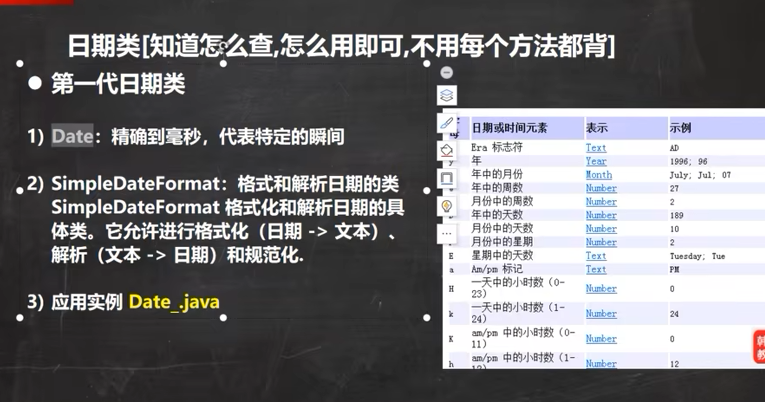 日期类[知道怎么查,怎么用即可,不用每个方法都背]
第一代日期类
1) Date：精确到毫秒，代表特定的瞬间
2) SimpleDateFormat：格式和解析日期的类
SimpleDateFormat 格式化和解析日期的具
体类。它允许进行格式化（日期 -> 文本）、
解析（文本 -> 日期）和规范化.
3) 应用实例 Date_.java
日期或时间元素 表示 示例
Era 标志符 Text AD
年 Year 1996; 96
年中的月份 Month July; Jul; 07
年中的周数 Number 27
月份中的周数 Number 2
年中的天数 Number 189
月份中的天数 Number 10
月份中的星期 Number 2
E 星期中的天数 Text Tuesday; Tue
a Am/pm 标记 Text PM
H 一天中的小时数（0-
23） Number 0
k 一天中的小时数（1-
24） Number 24
K am/pm 中的小时数（0-
11） Number 0
h am/pm 中的小时数（1-
12） Number 12